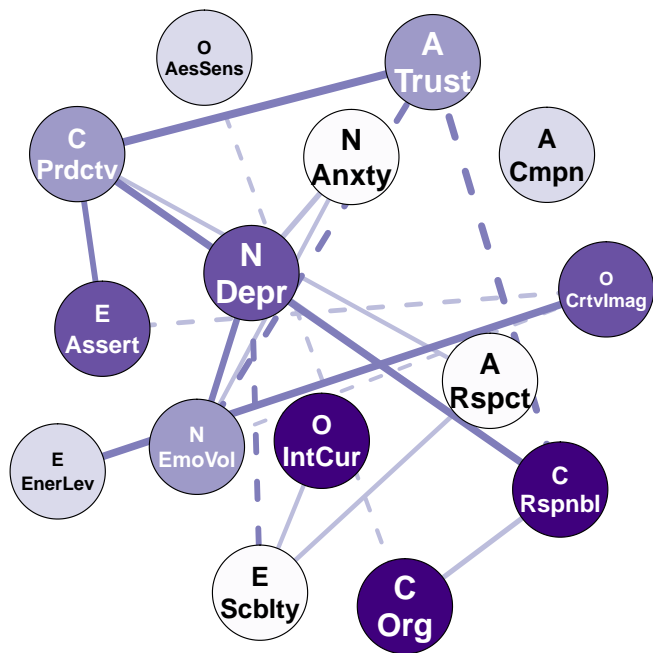 O
AesSens
A
Trust
C
Prdctv
N
Anxty
A
Cmpn
N
Depr
O
CrtvImag
E
Assert
A
Rspct
N
EmoVol
O
IntCur
E
EnerLev
C
Rspnbl
E
Scblty
C
Org